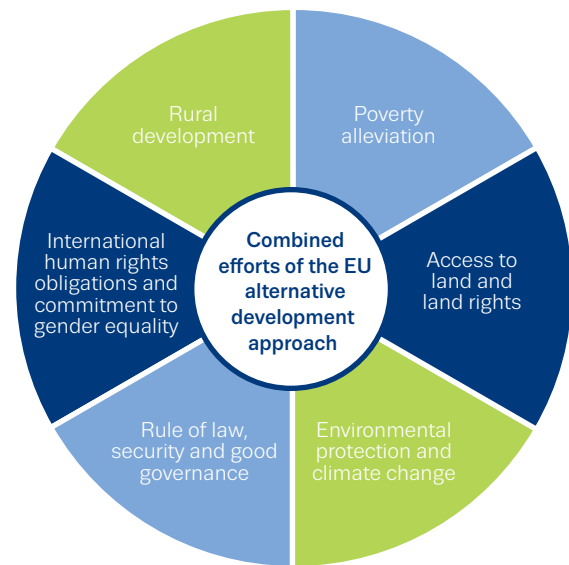 Rural
development
Poverty
alleviation
International
human rights
obligations and
commitment to
gender equality
Combined
efforts of the EU
alternative
development
approach
Access to
land and
land rights
Rule of law,
security and good
governance
Environmental
protection and
climate change